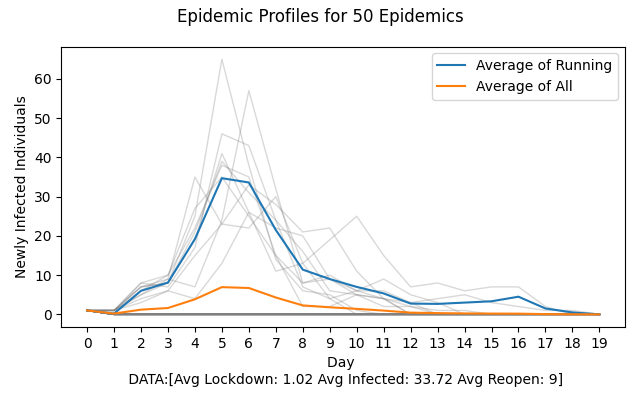 Epidemic Profiles for 50 Epidemics
Newly Infected Individuals
60
50
40
30
20
10
0
Average of Running
Average of All
0 1 2 3 4 5 6 7 8 9 10 11 12 13 14 15 16 17 18 19
Day
DATA:[Avg Lockdown: 1.02 Avg Infected: 33.72 Avg Reopen: 9]